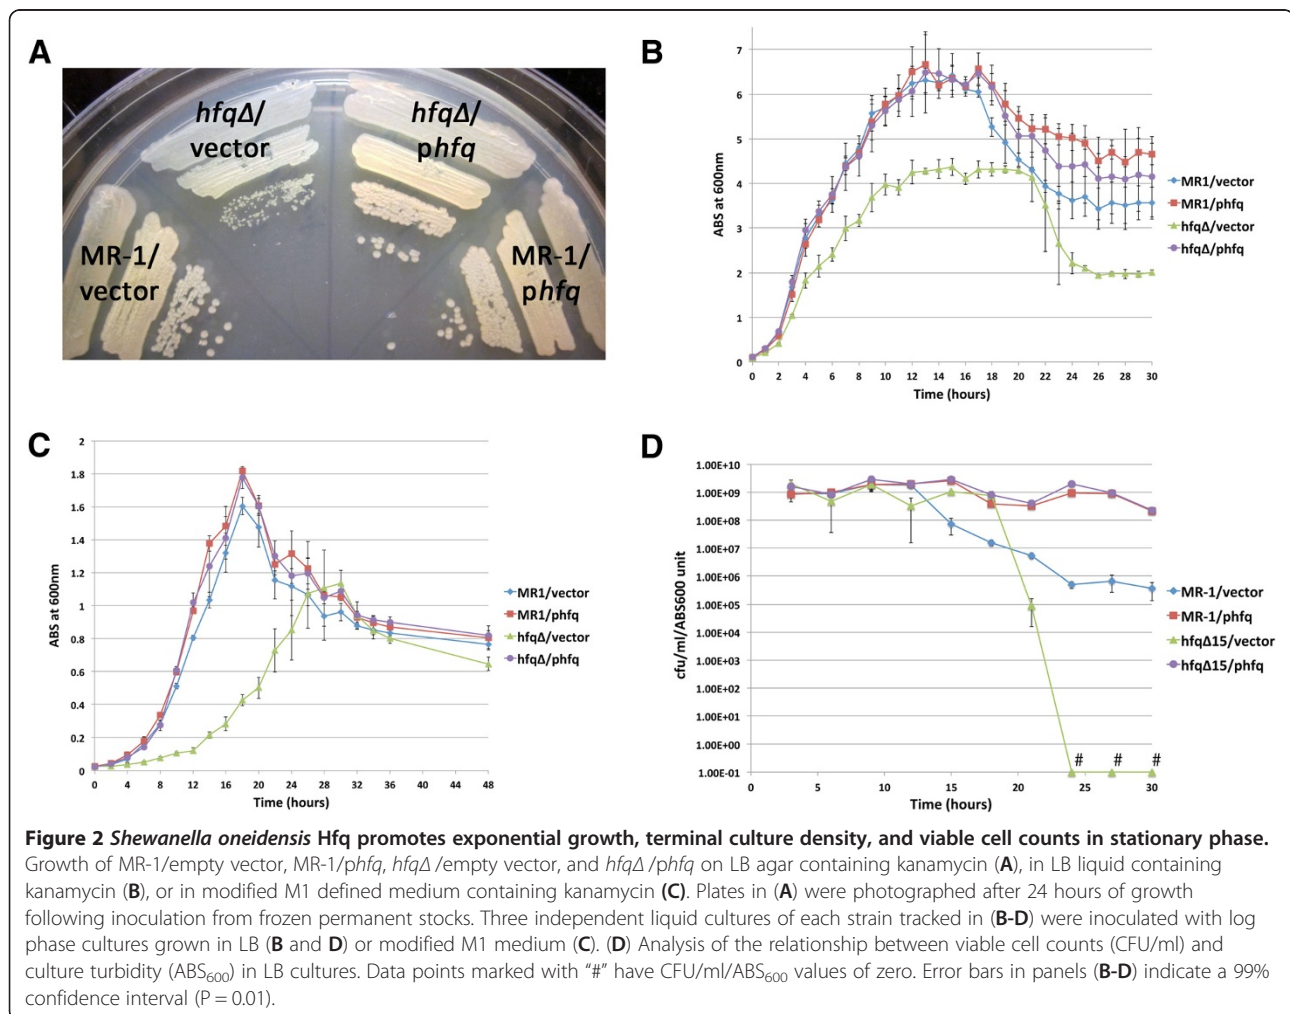 A
hfqΔ/
vector
hfqΔ/
phfq
MR-1/
vector
MR-1/
phfq
B
ABS at 600nm
7
6
5
4
3
2
1
0
0 2 4 6 8 10 12 14 16 18 20 22 24 26 28 30
Time (hours)
MR1/vector
MR1/phfq
hfqΔ/vector
hfqΔ/phfq
C
ABS at 600nm
2
1.8
1.6
1.4
1.2
1
0.8
0.6
0.4
0.2
0
0 4 8 12 16 20 24 28 32 36 40 44 48
Time (hours)
MR1/vector
MR1/phfq
hfqΔ/vector
hfqΔ/phfq
D
cfu/ml/ABS600 unit
1.00E+10
1.00E+09
1.00E+08
1.00E+07
1.00E+06
1.00E+05
1.00E+04
1.00E+03
1.00E+02
1.00E+01
1.00E+00
1.00E-01
# # #
0 5 10 15 20 25 30
Time (hours)
MR-1/vector
MR-1/phfq
hfqΔ15/vector
hfqΔ15/phfq
Figure 2 Shewanella oneidensis Hfq promotes exponential growth, terminal culture density, and viable cell counts in stationary phase.
Growth of MR-1/empty vector, MR-1/phfq, hfqΔ /empty vector, and hfqΔ /phfq on LB agar containing kanamycin (A), in LB liquid containing
kanamycin (B), or in modified M1 defined medium containing kanamycin (C). Plates in (A) were photographed after 24 hours of growth
following inoculation from frozen permanent stocks. Three independent liquid cultures of each strain tracked in (B-D) were inoculated with log
phase cultures grown in LB (B and D) or modified M1 medium (C). (D) Analysis of the relationship between viable cell counts (CFU/ml) and
culture turbidity (ABS600) in LB cultures. Data points marked with “#” have CFU/ml/ABS600 values of zero. Error bars in panels (B-D) indicate a 99%
confidence interval (P = 0.01).